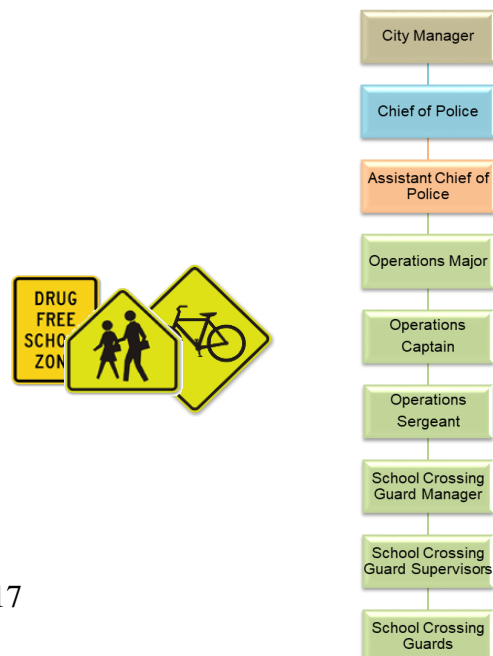 City Manager
Chief of Police
Assistant Chief of
Police
Operations Major
DRUG
FREE
Operations
Captain
Operations
Sergeant
School Crossing
Guard Manager
School Crossing
Guard Supervisors
17
School Crossing
Guards